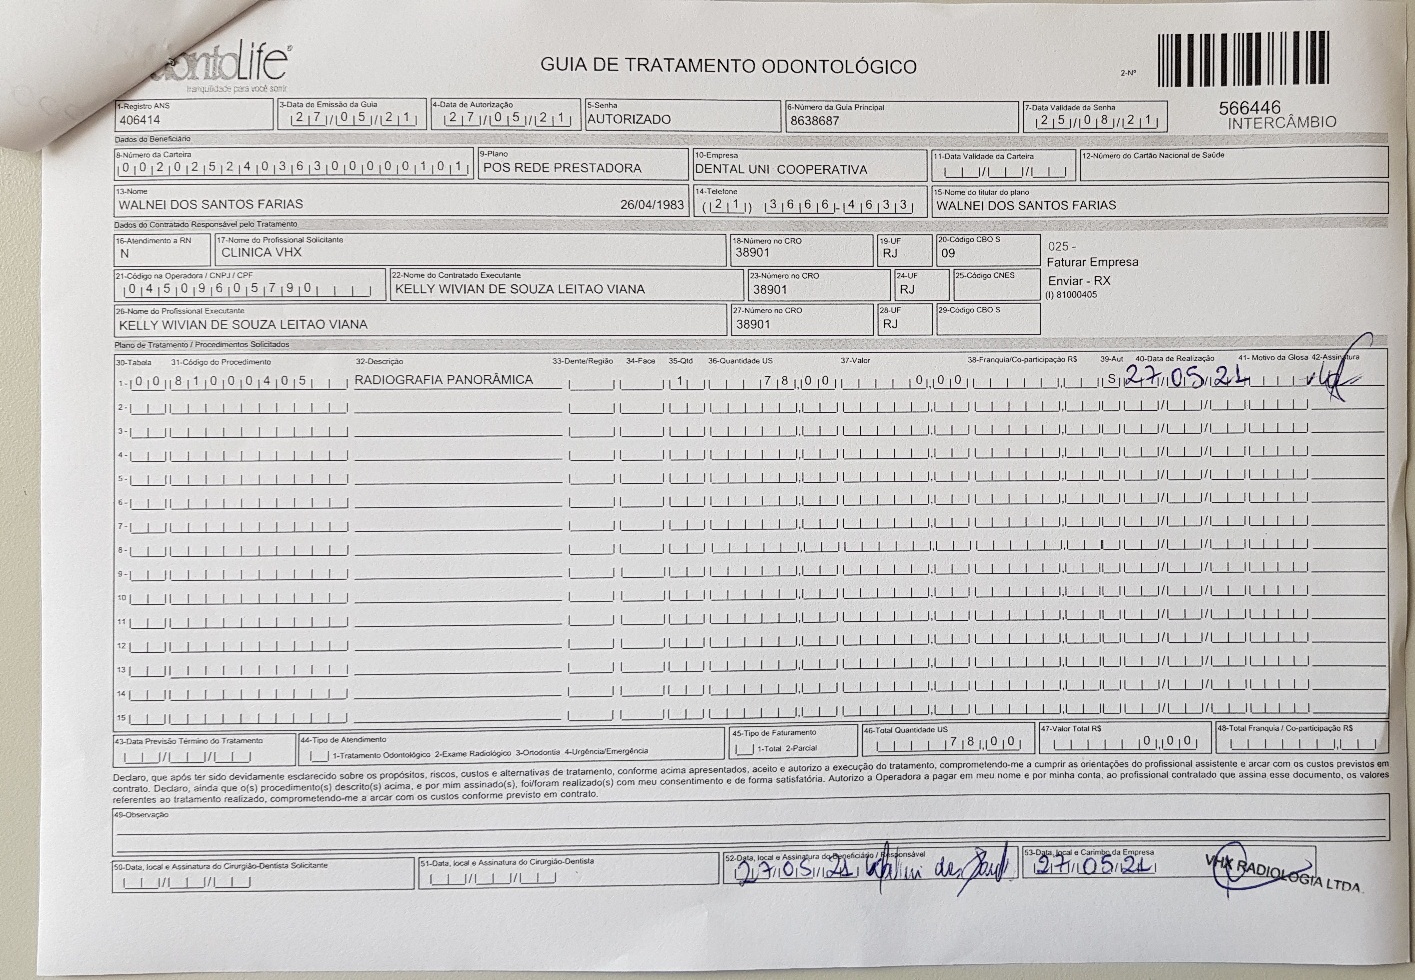 ontoLife®
tranquilidade para você sorrir
GUIA DE TRATAMENTO ODONTOLÓGICO
2-Nº
566446
INTERCÂMBIO
1-Registro ANS 3-Data de Emissão da Guia 4-Data de Autorização 5-Senha 6-Número da Guia Principal 7-Data Validade da Senha
406414 27/05/21 27/05/21 AUTORIZADO 8638687 25/08/21
Dados do Beneficiário
8-Número da Carteira 9-Plano 10-Empresa 11-Data Validade da Carteira 12-Número do Cartão Nacional de Saúde
00202524036300000101 POS REDE PRESTADORA DENTAL UNI COOPERATIVA
13-Nome 14-Telefone 15-Nome do titular do plano
WALNEI DOS SANTOS FARIAS 26/04/1983 (21) 3666-4633 WALNEI DOS SANTOS FARIAS
Dados do Contratado Responsável pelo Tratamento
16-Atendimento a RN 17-Nome do Profissional Solicitante 18-Número no CRO 19-UF 20-Código CBO S
N CLINICA VHX 38901 RJ 09
025 -
Faturar Empresa
Enviar - RX
(I) 81000405
21-Código na Operadora / CNPJ / CPF 22-Nome do Contratado Executante 23-Número no CRO 24-UF 25-Código CNES
04509605790 KELLY WIVIAN DE SOUZA LEITAO VIANA 38901 RJ
26-Nome do Profissional Executante 27-Número no CRO 28-UF 29-Código CBO S
KELLY WIVIAN DE SOUZA LEITAO VIANA 38901 RJ
Plano de Tratamento / Procedimentos Solicitados
30-Tabela 31-Código do Procedimento 32-Descrição 33-Dente/Região 34-Face 35-Qtd 36-Quantidade US 37-Valor 38-Franquia/Co-participação R$ 39-Aut 40-Data de Realização 41- Motivo da Glosa 42-Assinatura
1- 00 81000405 RADIOGRAFIA PANORÂMICA 1 78,00 0,00 S 27/05/21
2-
3-
4-
5-
6-
7-
8-
9-
10
11
12
13
14
15
43-Data Previsão Término do Tratamento 44-Tipo de Atendimento 45-Tipo de Faturamento 46-Total Quantidade US 47-Valor Total R$ 48-Total Franquia / Co-participação R$
1-Tratamento Odontológico 2-Exame Radiológico 3-Ortodontia 4-Urgência/Emergência 1-Total 2-Parcial 78,00 0,00
Declaro, que após ter sido devidamente esclarecido sobre os propósitos, riscos, custos e alternativas de tratamento, conforme acima apresentados, aceito e autorizo a execução do tratamento, comprometendo-me a cumprir as orientações do profissional assistente e arcar com os custos previstos em
contrato. Declaro, ainda que o(s) procedimento(s) descrito(s) acima, e por mim assinado(s), foi/foram realizado(s) com meu consentimento e de forma satisfatória. Autorizo a Operadora a pagar em meu nome e por minha conta, ao profissional contratado que assina esse documento, os valores
referentes ao tratamento realizado, comprometendo-me a arcar com os custos conforme previsto em contrato.
49-Observação
50-Data, local e Assinatura do Cirurgião-Dentista Solicitante 51-Data, local e Assinatura do Cirurgião-Dentista 52-Data, local e Assinatura do Beneficiário / Responsável 53-Data, local e Carimbo da Empresa
27/05/21 27/05/21
VHX RADIOLOGIA LTDA